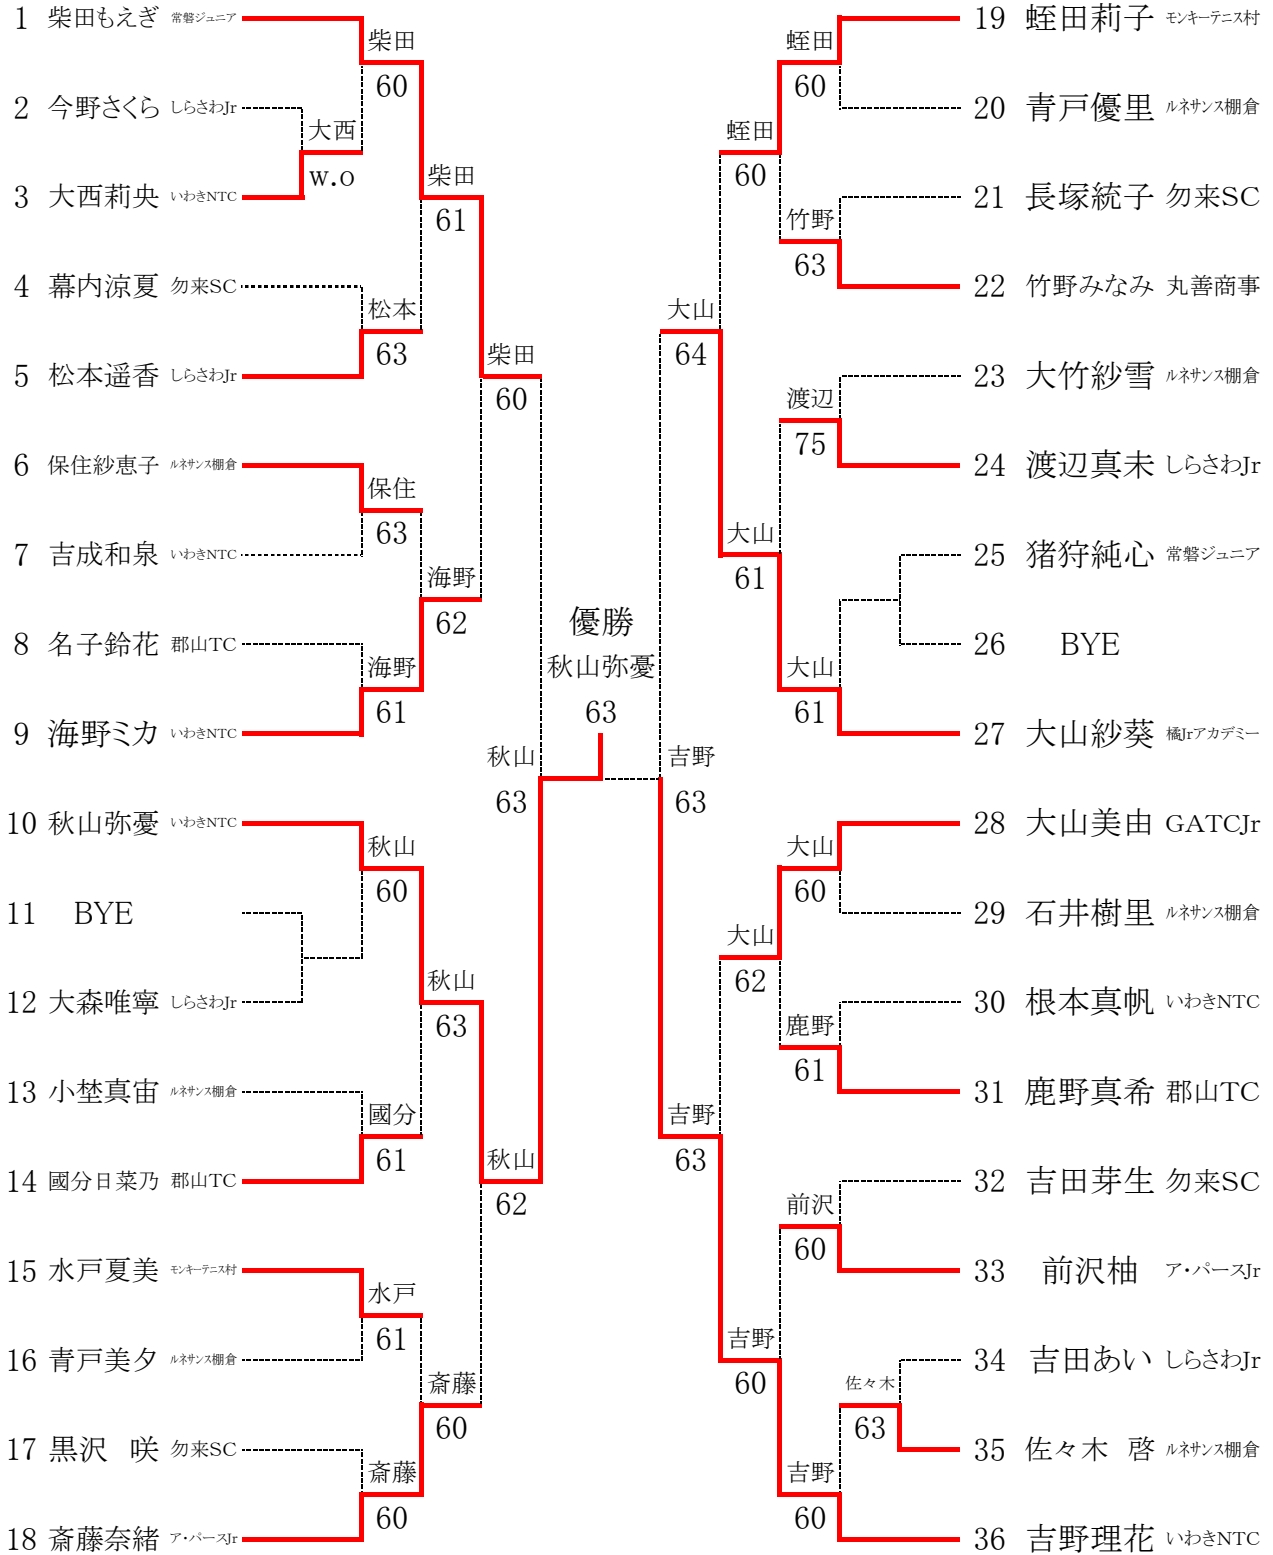 1 柴田もえぎ 常磐ジュニア
柴田
60
2 今野さくら しらさわJr
大西
w.o
3 大西莉央 いわきNTC
柴田
61
4 幕内涼夏 勿来SC
松本
63
5 松本遥香 しらさわJr
柴田
60
6 保住紗恵子 ルネサンス棚倉
保住
63
7 吉成和泉 いわきNTC
海野
62
8 名子鈴花 郡山TC
海野
61
9 海野ミカ いわきNTC
秋山
63
10 秋山弥憂 いわきNTC
秋山
60
11 BYE
12 大森唯寧 しらさわJr
秋山
63
13 小埜真宙 ルネサンス棚倉
國分
61
14 國分日菜乃 郡山TC
秋山
62
15 水戸夏美 モンキーテニス村
水戸
61
16 青戸美夕 ルネサンス棚倉
斎藤
60
17 黒沢 咲 勿来SC
斎藤
60
18 斎藤奈緒 ア・パースJr
優勝
秋山弥憂
63
19 蛭田莉子 モンキーテニス村
蛭田
60
20 青戸優里 ルネサンス棚倉
蛭田
60
21 長塚統子 勿来SC
竹野
63
22 竹野みなみ 丸善商事
大山
64
23 大竹紗雪 ルネサンス棚倉
渡辺
75
24 渡辺真未 しらさわJr
大山
61
25 猪狩純心 常磐ジュニア
26 BYE
大山
61
27 大山紗葵 橘Jrアカデミー
吉野
63
28 大山美由 GATCJr
大山
60
29 石井樹里 ルネサンス棚倉
大山
62
30 根本真帆 いわきNTC
鹿野
61
31 鹿野真希 郡山TC
吉野
63
32 吉田芽生 勿来SC
前沢
60
33 前沢柚 ア・パースJr
吉野
60
34 吉田あい しらさわJr
佐々木
63
35 佐々木 啓 ルネサンス棚倉
吉野
60
36 吉野理花 いわきNTC